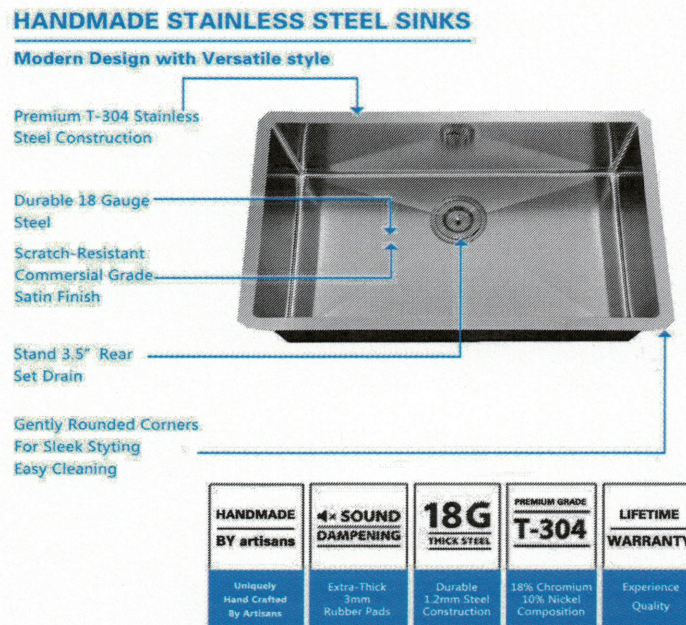 HANDMADE STAINLESS STEEL SINKS
Modern Design with Versatile style
Premium T-304 Stainless
Steel Construction
Durable 18 Gauge
Steel
Scratch-Resistant
Commersial Grade
Satin Finish
Stand 3.5" Rear
Set Drain
Gently Rounded Corners
For Sleek Styting
Easy Cleaning
HANDMADE
BY artisans
Uniquely
Hand Crafted
By Artisans
SOUND
DAMPENING
Extra-Thick
3mm
Rubber Pads
18G
THICK STEEL
Durable
1.2mm Steel
Construction
PREMIUM GRADE
T-304
18% Chromium
10% Nickel
Composition
LIFETIME
WARRANTY
Experience
Quality